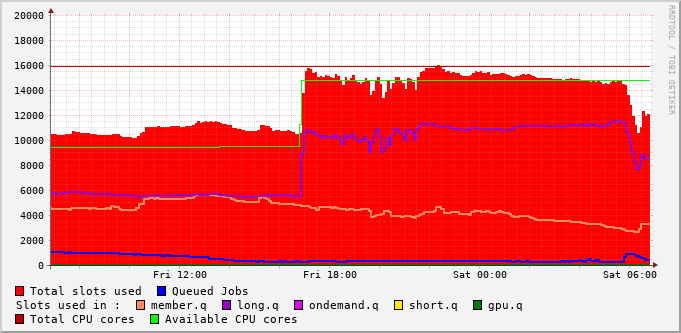 20000
18000
16000
14000
12000
10000
8000
6000
4000
2000
0
Fri 12:00 Fri 18:00 Sat 00:00 Sat 06:00
RRDTOOL / TOBI OETIKER
Total slots used Queued Jobs
Slots used in : member.q long.q ondemand.q short.q gpu.q
Total CPU cores Available CPU cores